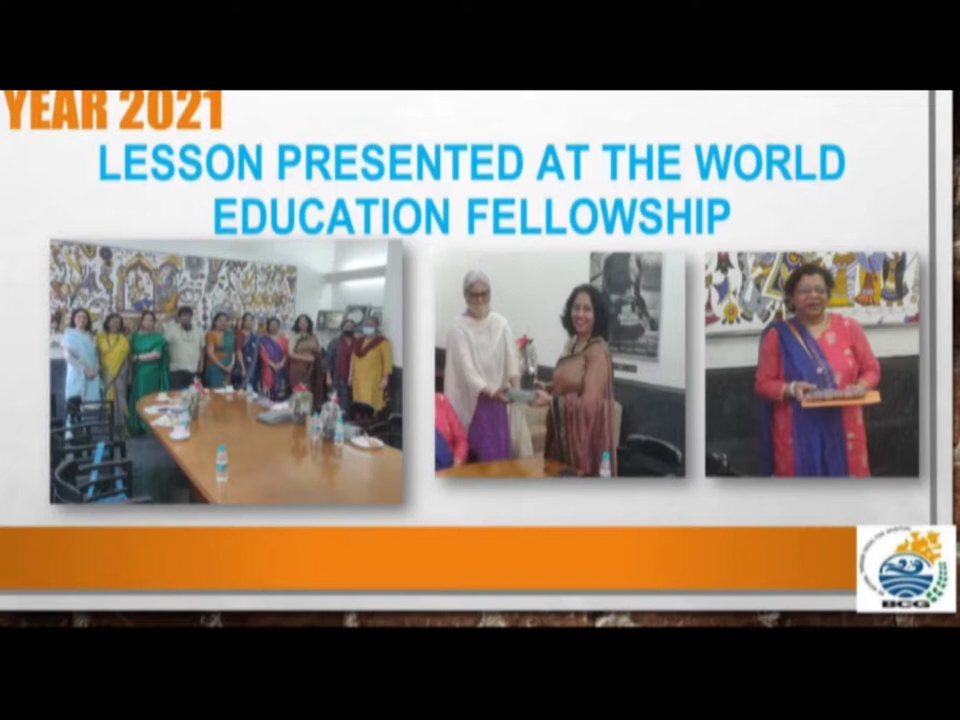 YEAR 2021
LESSON PRESENTED AT THE WORLD
EDUCATION FELLOWSHIP
BCG